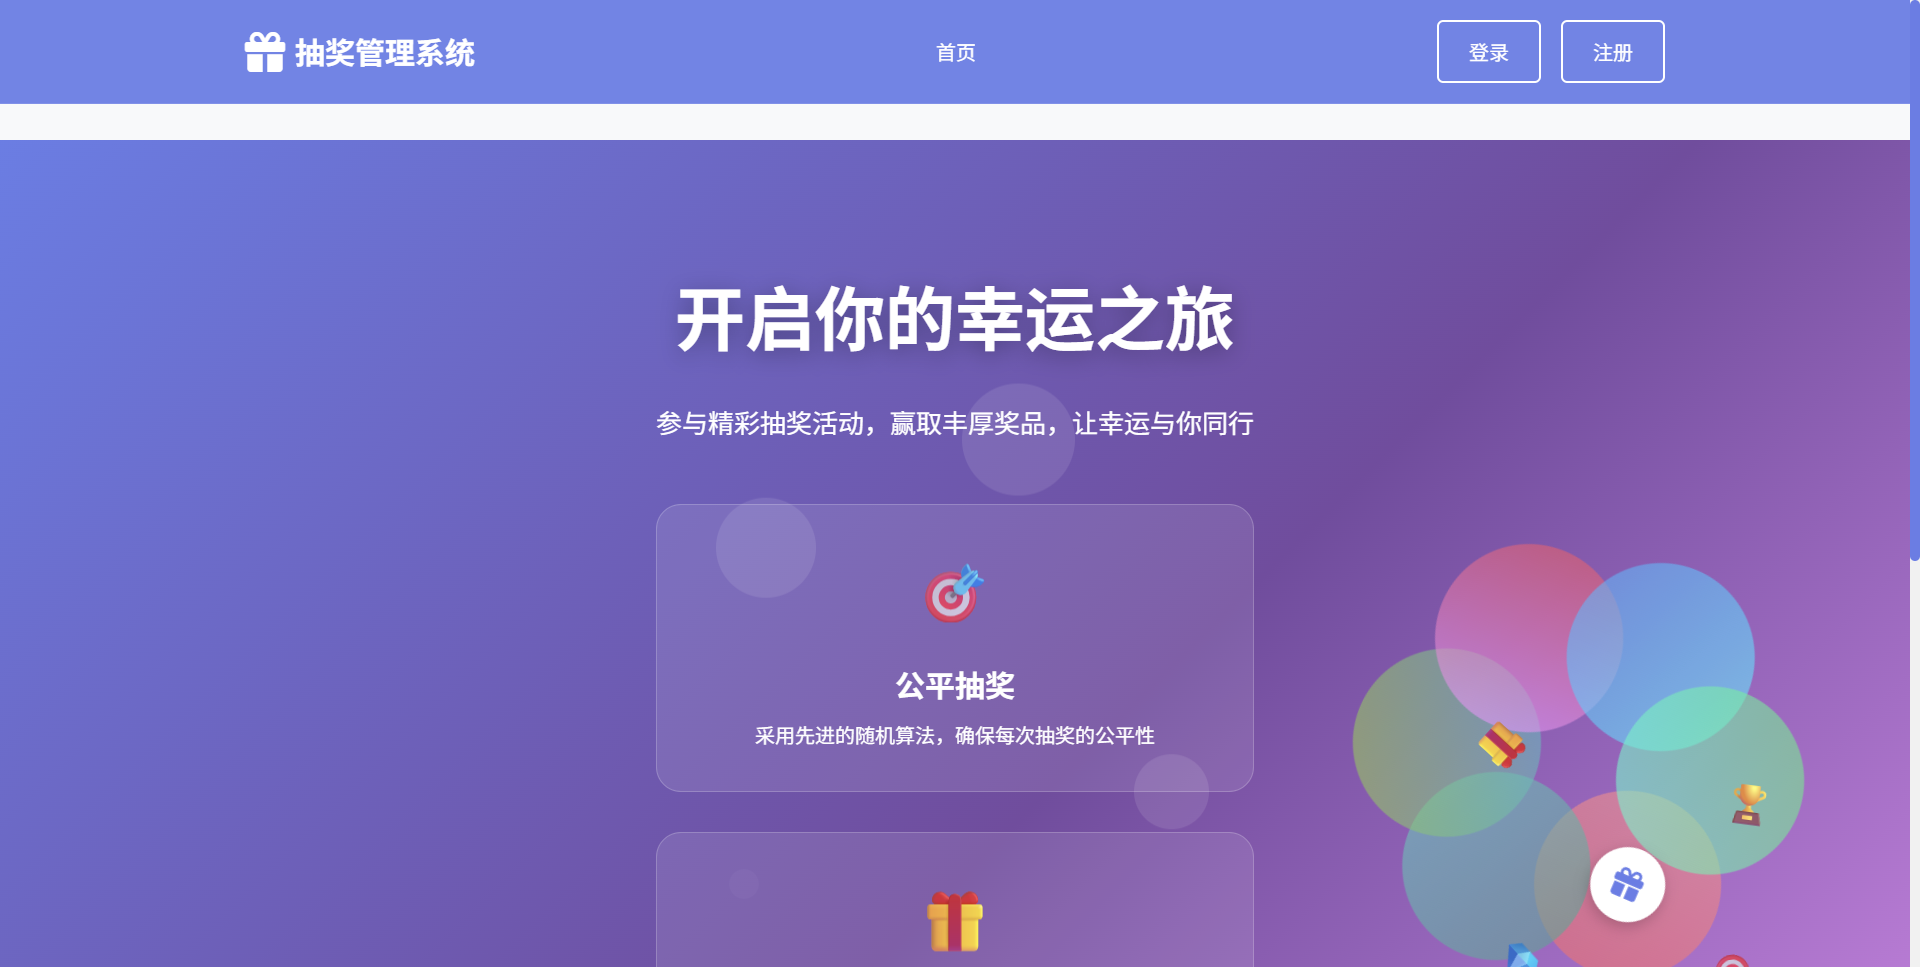 抽奖管理系统
首页
登录
注册
开启你的幸运之旅
参与精彩抽奖活动，赢取丰厚奖品，让幸运与你同行
公平抽奖
采用先进的随机算法，确保每次抽奖的公平性